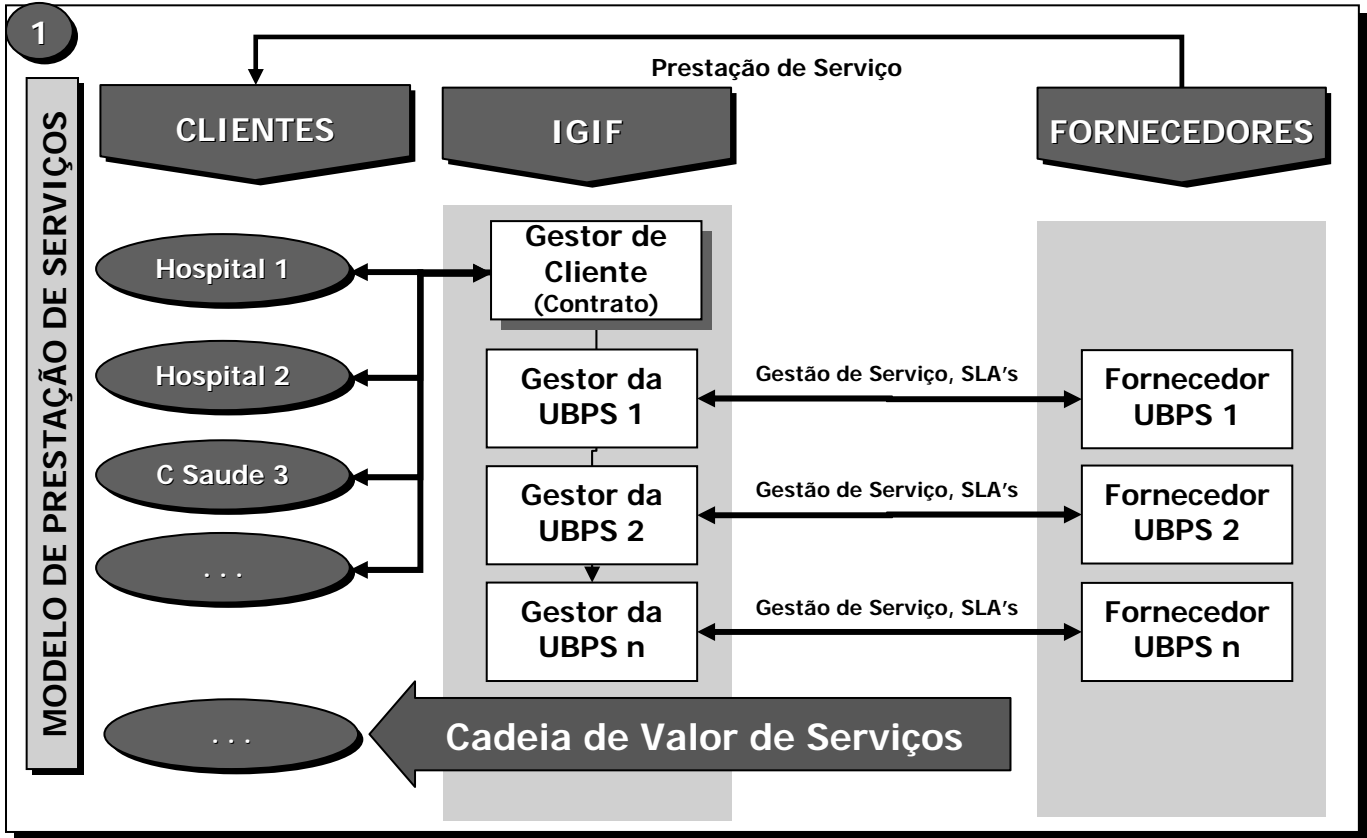 1
MODELO DE PRESTAÇÃO DE SERVIÇOS
Prestação de Serviço
CLIENTES
IGIF
FORNECEDORES
Hospital 1
Hospital 2
C Saude 3
. . .
. . .
Gestor de
Cliente
(Contrato)
Gestor da
UBPS 1
Gestão de Serviço, SLA's
Fornecedor
UBPS 1
Gestor da
UBPS 2
Gestão de Serviço, SLA's
Fornecedor
UBPS 2
Gestor da
UBPS n
Gestão de Serviço, SLA's
Fornecedor
UBPS n
Cadeia de Valor de Serviços